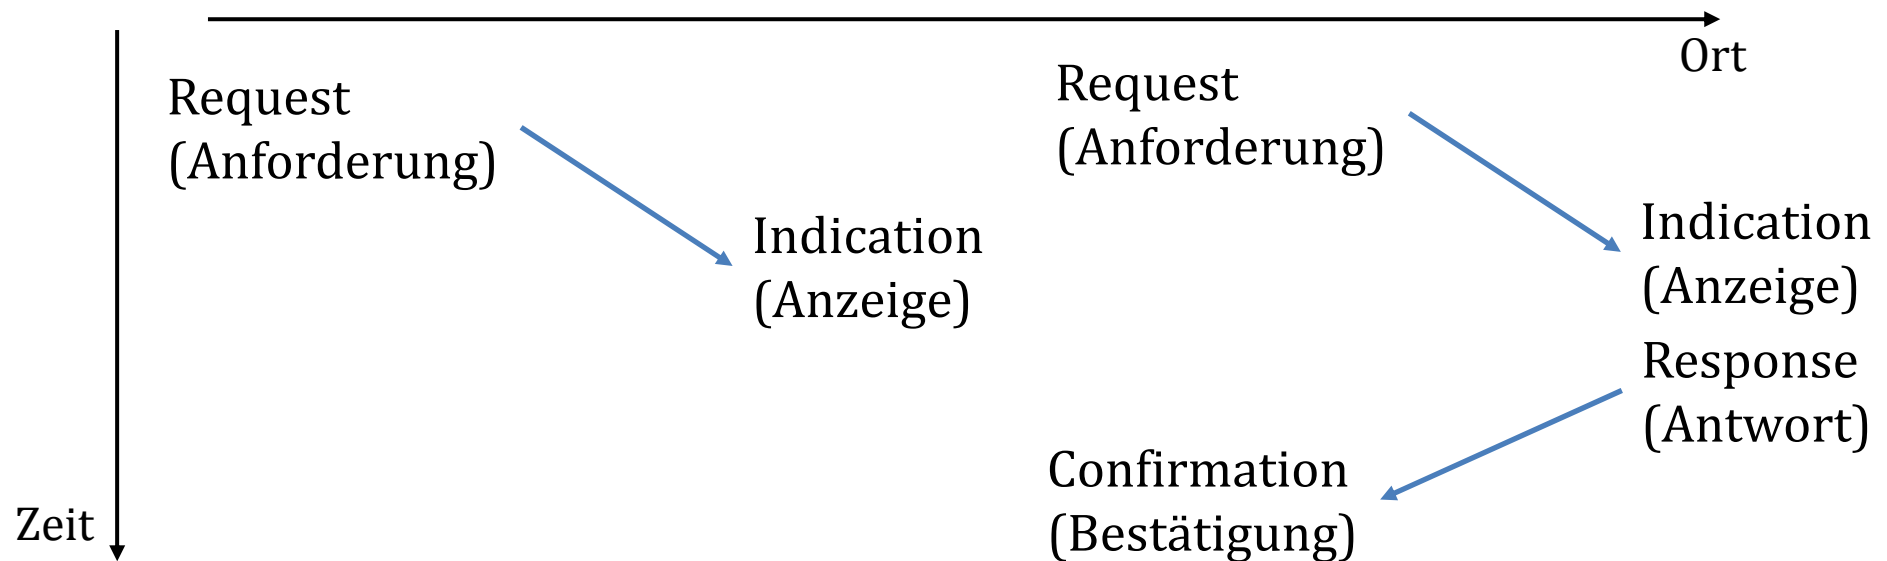 Ort
Request
(Anforderung)
Indication
(Anzeige)
Request
(Anforderung)
Indication
(Anzeige)
Response
(Antwort)
Confirmation
(Bestätigung)
Zeit